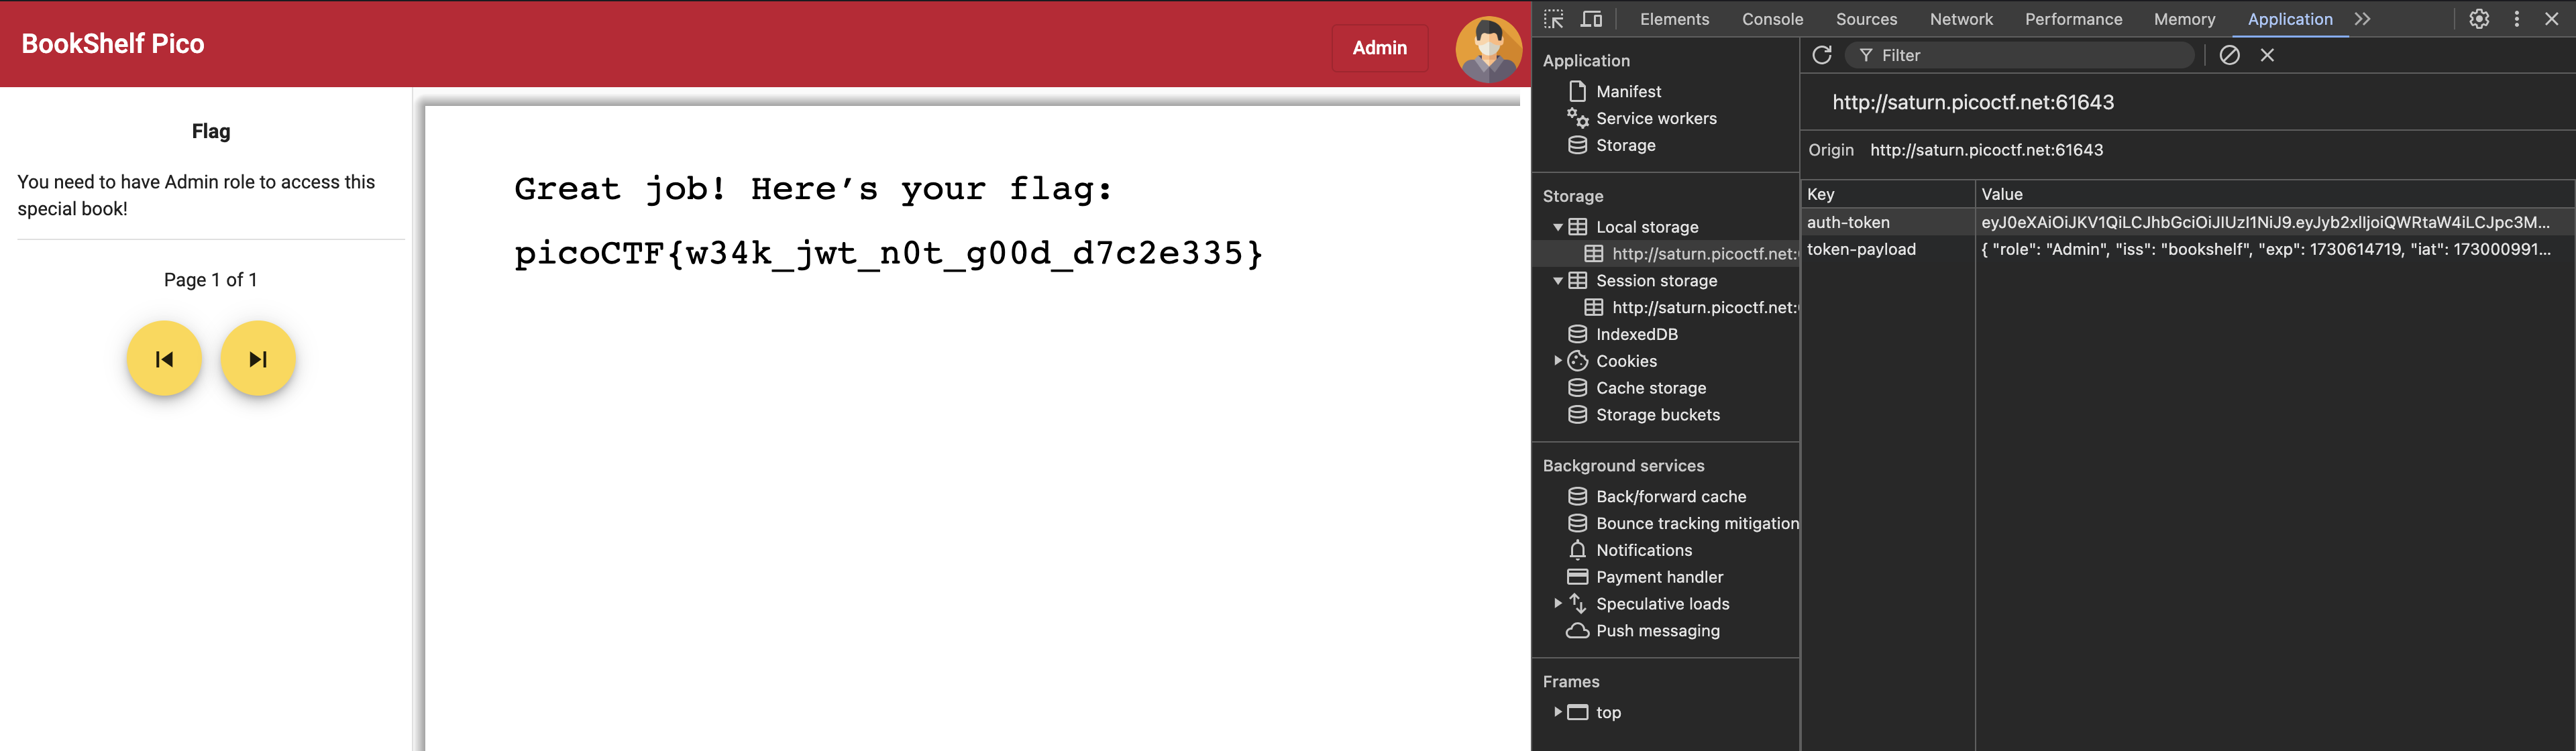 BookShelf Pico
Admin
Flag
You need to have Admin role to access this
special book!
Page 1 of 1
Great job! Here’s your flag:
picoCTF{w34k_jwt_n0t_g00d_d7c2e335}
Elements Console Sources Network Performance Memory Application
Application
Manifest
Service workers
Storage
Storage
Local storage
http://saturn.picoctf.net:
Session storage
http://saturn.picoctf.net:
IndexedDB
Cookies
Cache storage
Storage buckets
Background services
Back/forward cache
Bounce tracking mitigation
Notifications
Payment handler
Speculative loads
Push messaging
Frames
top
Filter
http://saturn.picoctf.net:61643
Origin http://saturn.picoctf.net:61643
Key Value
auth-token eyJ0eXAiOiJKV1QiLCJhbGciOiJIUzI1NiJ9.eyJyb2xlIjoiQWRtaW4iLCJpc3M...
token-payload { "role": "Admin", "iss": "bookshelf", "exp": 1730614719, "iat": 173000991...